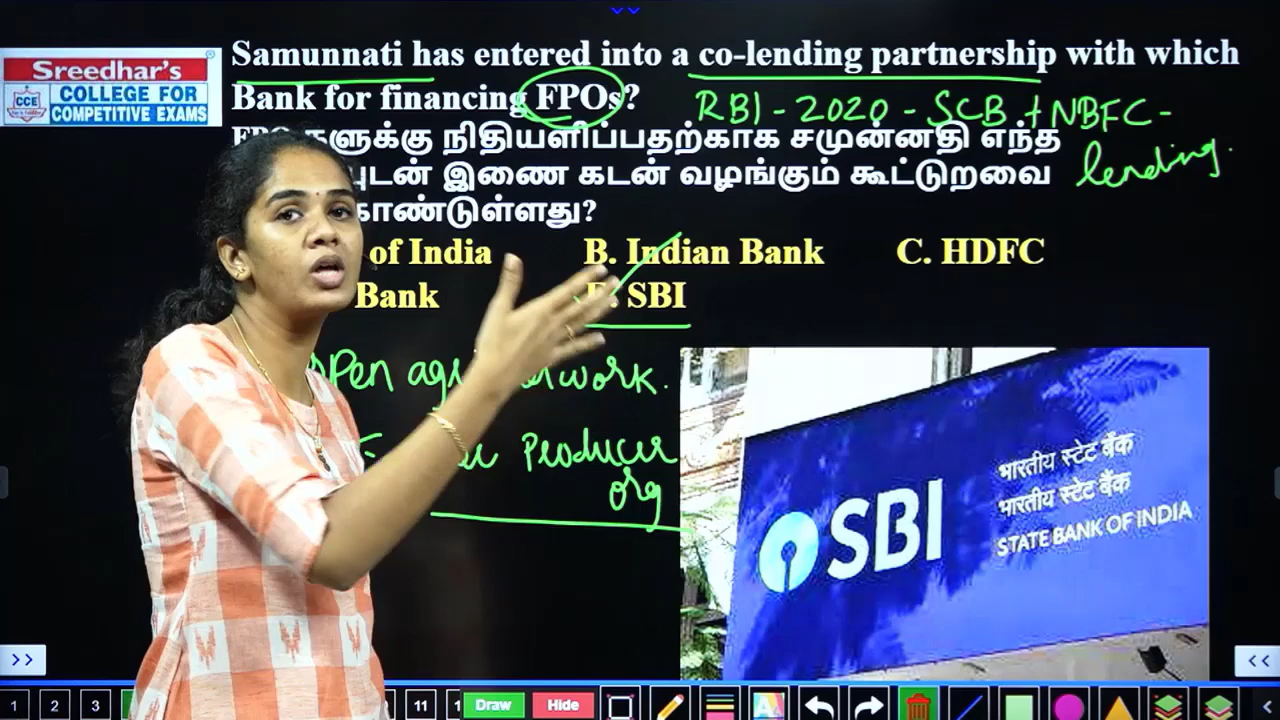 Sreedhar's
CCE
COLLEGE FOR
COMPETITIVE EXAMS
Samunnati has entered into a co-lending partnership with which
Bank for financing FPOs?
RBI - 2020 - SCB + NBFC -
lending.
நிதியளிப்பதற்காக சமுன்னதி எந்த
இணை கடன் வழங்கும் கூட்டுறவை
of India
B. Indian Bank
C. HDFC
Bank
SBI
Open
Producer
org
SBI
भारतीय स्टेट बैंक
भारतीय स्टेट बैंक
STATE BANK OF INDIA
>>
<<
1
2
3
11
Draw
Hide